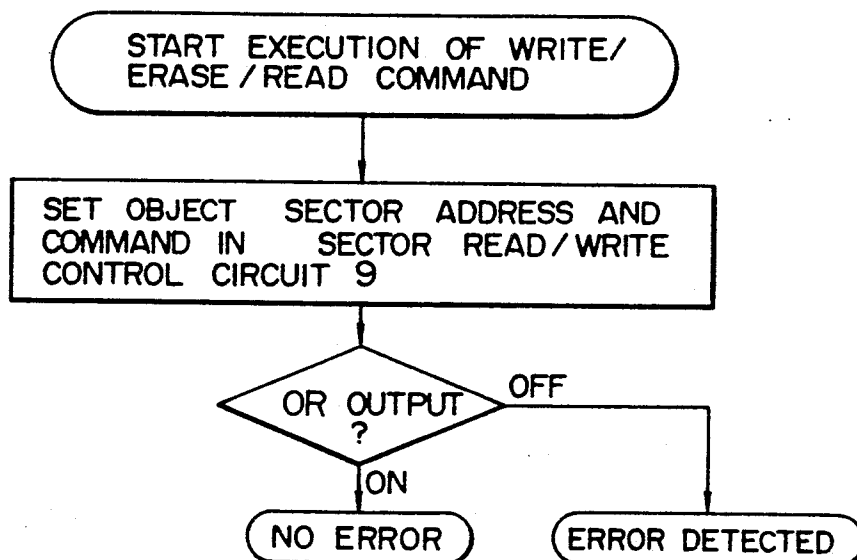 START EXECUTION OF WRITE/
ERASE/READ COMMAND
SET OBJECT SECTOR ADDRESS AND
COMMAND IN SECTOR READ/WRITE
CONTROL CIRCUIT 9
OR OUTPUT
?
OFF
ON
NO ERROR
ERROR DETECTED